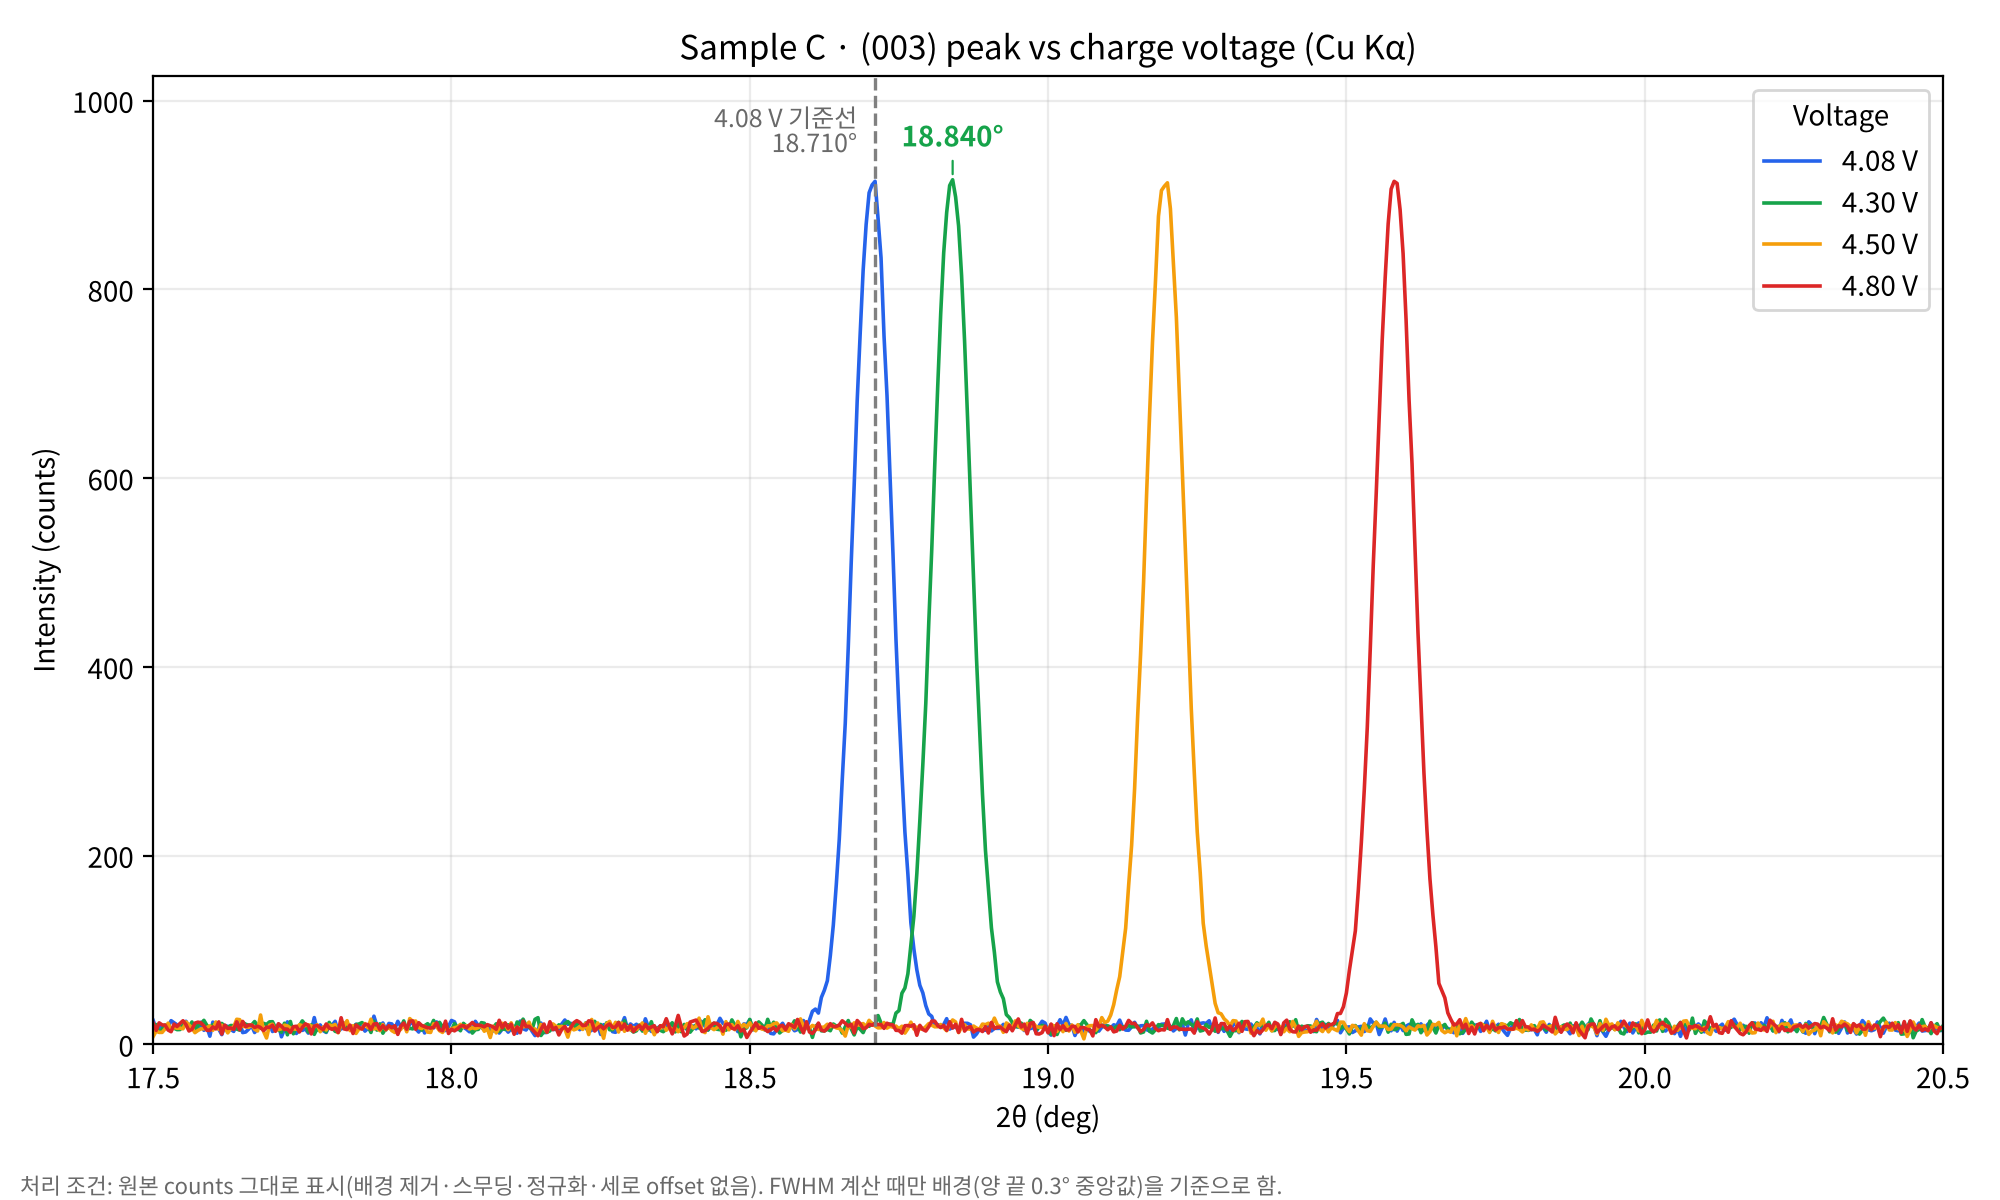 Sample C · (003) peak vs charge voltage (Cu Kα)
4.08 V 기준선
18.710°
18.840°
Voltage
4.08 V
4.30 V
4.50 V
4.80 V
Intensity (counts)
1000
800
600
400
200
0
17.5
18.0
18.5
19.0
19.5
20.0
20.5
2θ (deg)
처리 조건: 원본 counts 그대로 표시(배경 제거·스무딩·정규화·세로 offset 없음). FWHM 계산 때만 배경(양 끝 0.3° 중앙값)을 기준으로 함.